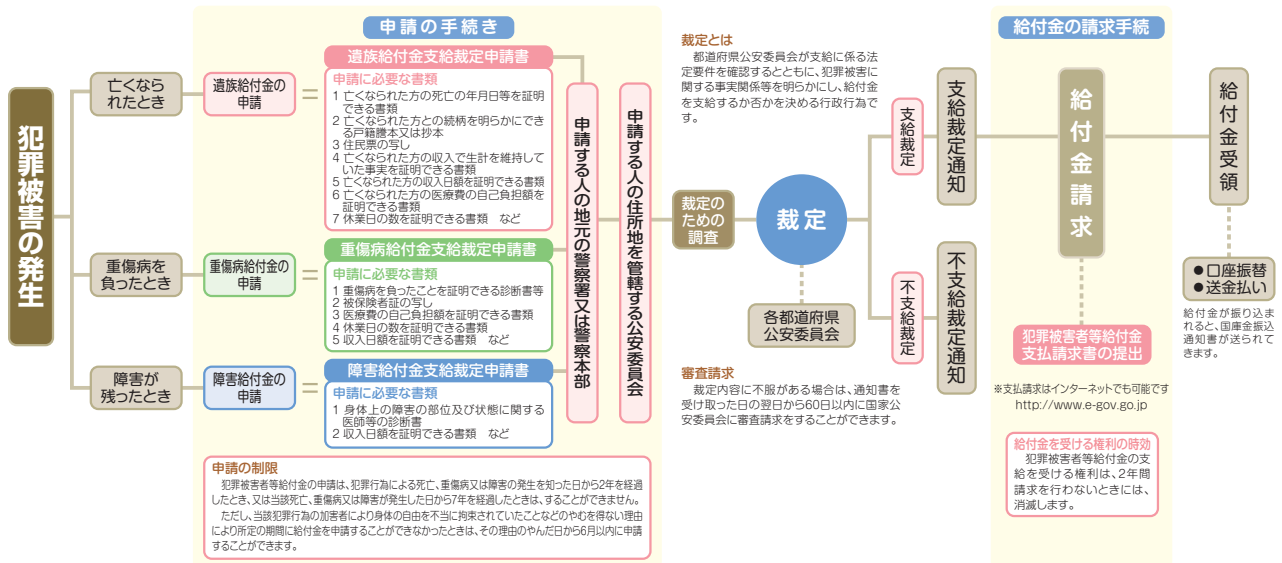 犯罪被害の発生
亡くなら
れたとき
重傷病を
負ったとき
障害が
残ったとき
申請の手続き
遺族給付金の
申請
=
遺族給付金支給裁定申請書
申請に必要な書類
1 亡くなられた方の死亡の年月日等を証明
できる書類
2 亡くなられた方との続柄を明らかにでき
る戸籍謄本又は抄本
3 住民票の写し
4 亡くなられた方の収入で生計を維持して
いた事実を証明できる書類
5 亡くなられた方の収入日額を証明できる書類
6 亡くなられた方の医療費の自己負担額を
証明できる書類
7 休業日の数を証明できる書類 など
重傷病給付金の
申請
=
重傷病給付金支給裁定申請書
申請に必要な書類
1 重傷病を負ったことを証明できる診断書等
2 被保険者証の写し
3 医療費の自己負担額を証明できる書類
4 休業日の数を証明できる書類
5 収入日額を証明できる書類 など
障害給付金の
申請
=
障害給付金支給裁定申請書
申請に必要な書類
1 身体上の障害の部位及び状態に関する
医師等の診断書
2 収入日額を証明できる書類 など
申請する人の地元の警察署又は警察本部
申請する人の住所地を管轄する公安委員会
申請の制限
犯罪被害者等給付金の申請は、犯罪行為による死亡、重傷病又は障害の発生を知った日から2年を経過
したとき、又は当該死亡、重傷病又は障害が発生した日から7年を経過したときは、することができません。
ただし、当該犯罪行為の加害者により身体の自由を不当に拘束されていたことなどのやむを得ない理由
により所定の期間に給付金を申請することができなかったときは、その理由のやんだ日から6月以内に申請
することができます。
裁定とは
都道府県公安委員会が支給に係る法
定要件を確認するとともに、犯罪被害に
関する事実関係等を明らかにし、給付金
を支給するか否かを決める行政行為で
す。
裁定の
ための
調査
裁定
各都道府県
公安委員会
審査請求
裁定内容に不服がある場合は、通知書を
受け取った日の翌日から60日以内に国家公
安委員会に審査請求をすることができます。
支給裁定
支給裁定通知
不支給裁定
不支給裁定通知
給付金の請求手続
給付金請求
犯罪被害者等給付金
支払請求書の提出
※支払請求はインターネットでも可能です
http://www.e-gov.go.jp
給付金を受ける権利の時効
犯罪被害者等給付金の支
給を受ける権利は、2年間
請求を行わないときには、
消滅します。
給付金受領
●口座振替
●送金払い
給付金が振り込ま
れると、国庫金振込
通知書が送られて
きます。